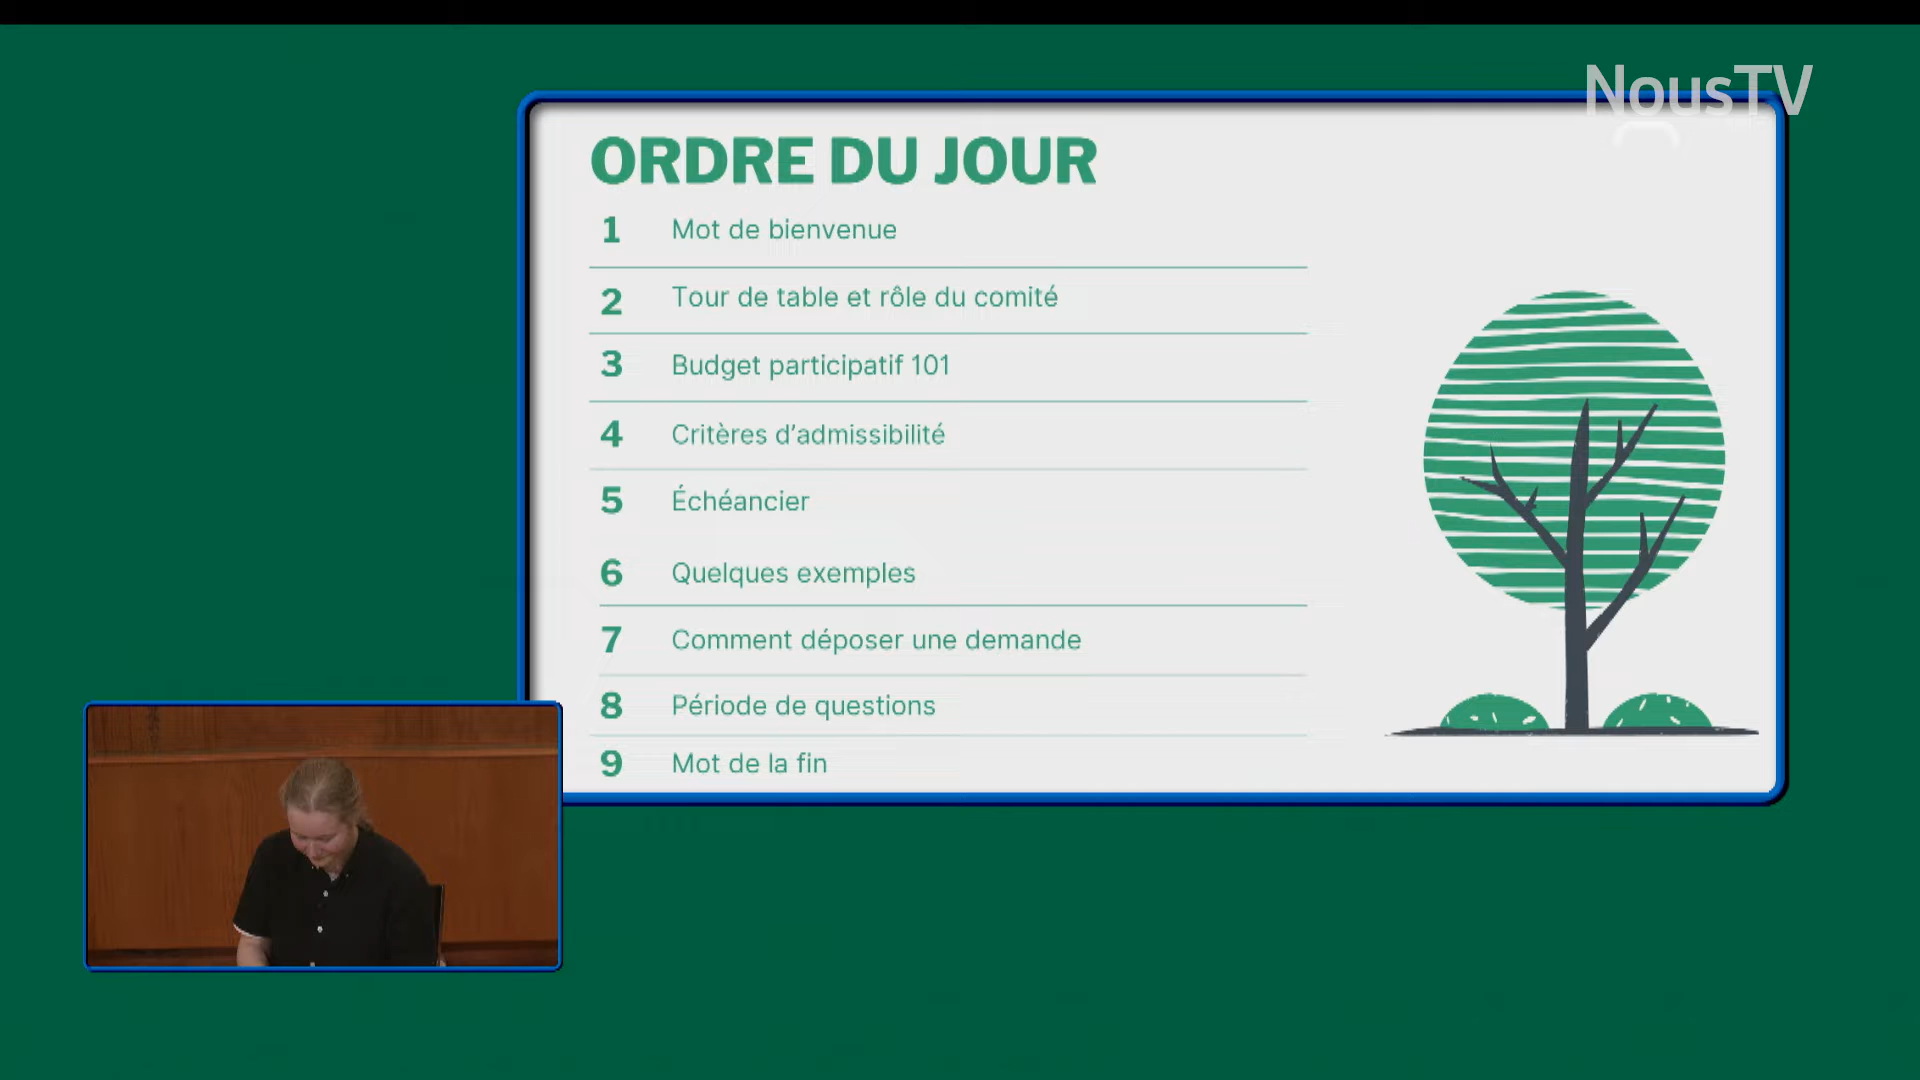 NousTV
ORDRE DU JOUR
1 Mot de bienvenue
2 Tour de table et rôle du comité
3 Budget participatif 101
4 Critères d’admissibilité
5 Échéancier
6 Quelques exemples
7 Comment déposer une demande
8 Période de questions
9 Mot de la fin